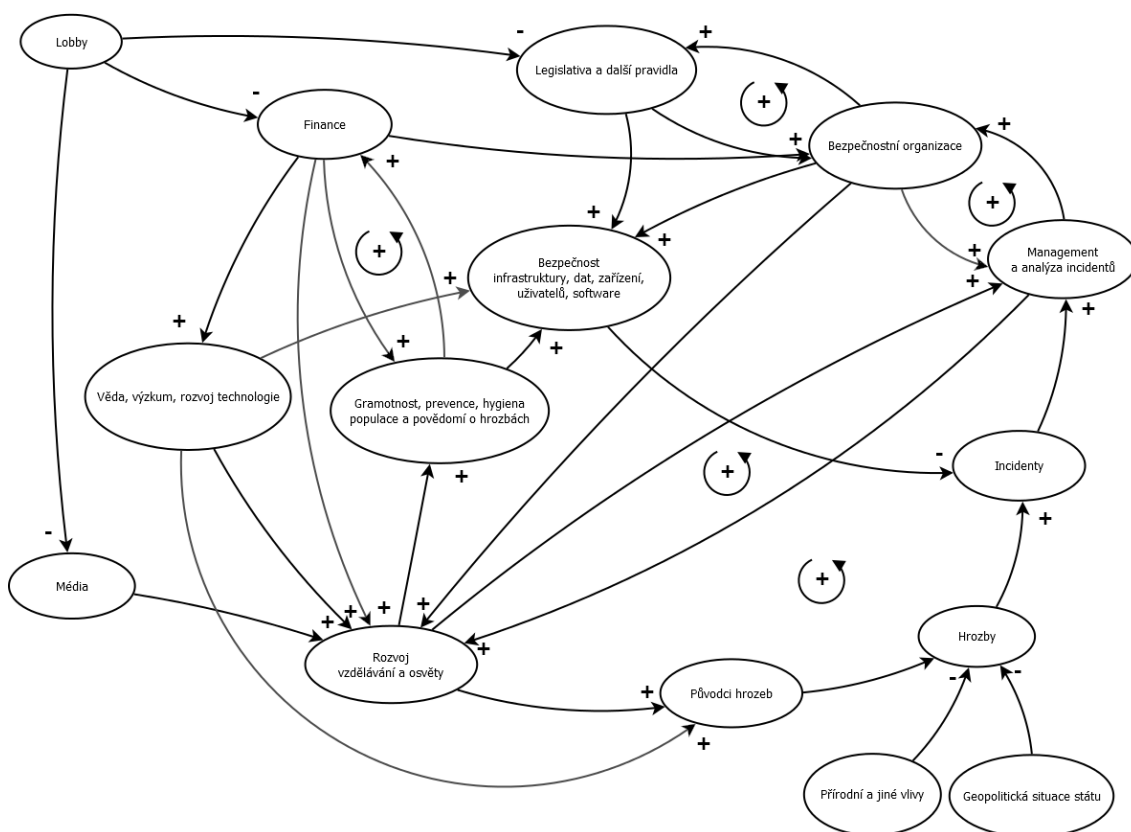 Lobby
Legislativa a další pravidla
Finance
Bezpečnostní organizace
Bezpečnost
infrastruktury, dat, zařízení,
uživatelů, software
Management
a analýza incidentů
Věda, výzkum, rozvoj technologie
Gramotnost, prevence, hygiena
populace a povědomí o hrozbách
Incidenty
Média
Rozvoj
vzdělávání a osvěty
Hrozby
Původci hrozeb
Přírodní a jiné vlivy
Geopolitická situace státu